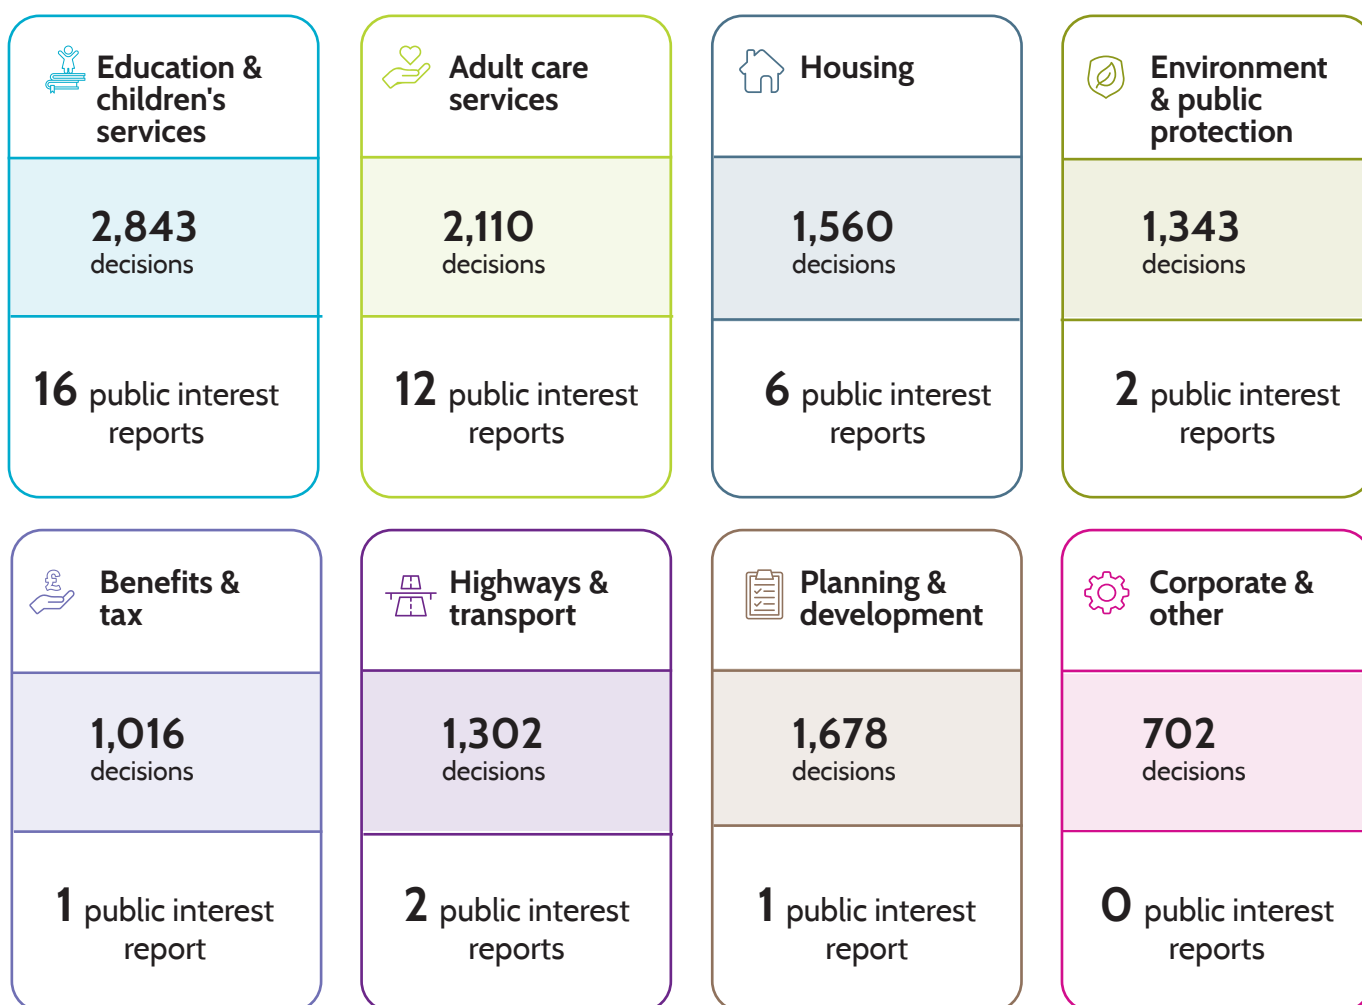 Education &
children's
services
2,843
decisions
16 public interest
reports
Adult care
services
2,110
decisions
12 public interest
reports
Housing
1,560
decisions
6 public interest
reports
Environment
& public
protection
1,343
decisions
2 public interest
reports
Benefits &
tax
1,016
decisions
1 public interest
report
Highways &
transport
1,302
decisions
2 public interest
reports
Planning &
development
1,678
decisions
1 public interest
report
Corporate &
other
702
decisions
0 public interest
reports